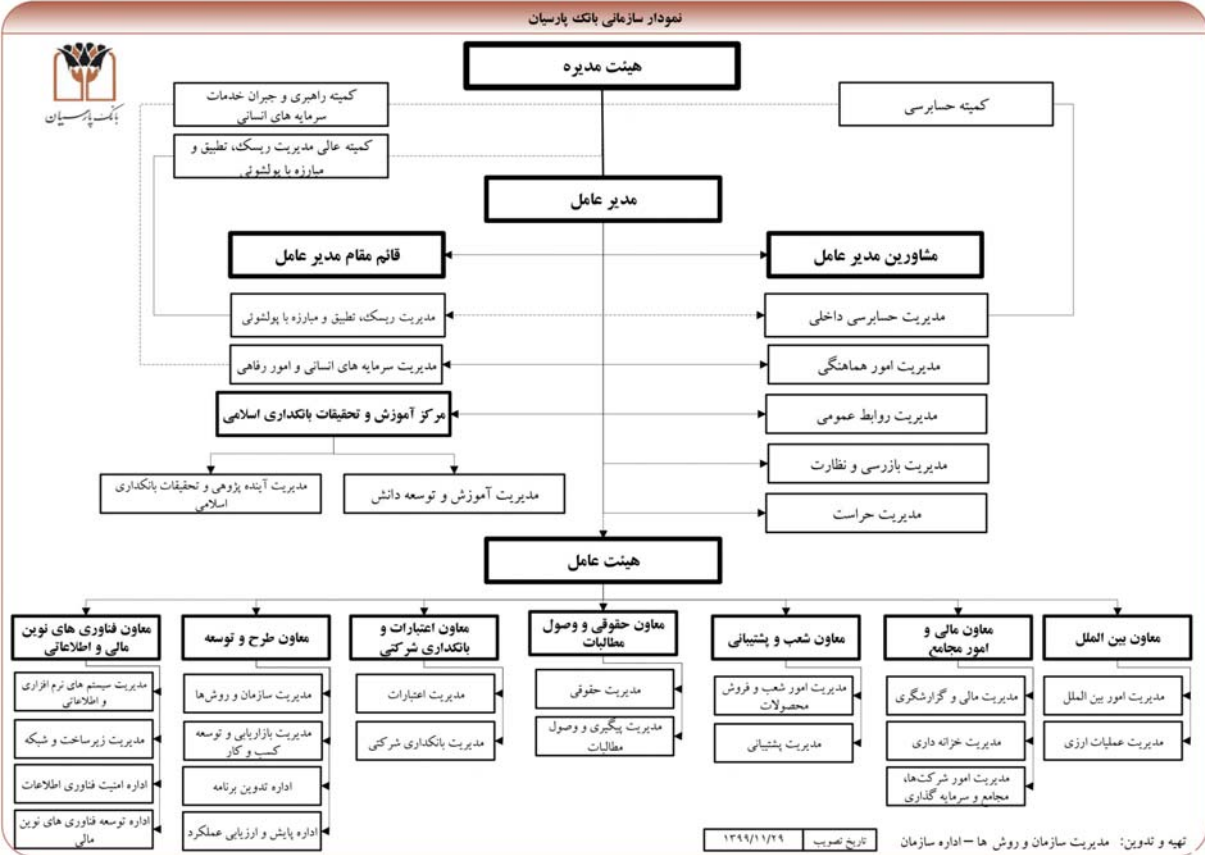 نمودار سازمانی بانک پارسیان
بانک پارسیان
هیئت مدیره
کمیته راهبری و جبران خدمات
سرمایه های انسانی
کمیته حسابرسی
کمیته عالی مدیریت ریسک، تطبیق و
مبارزه با پولشوئی
مدیر عامل
مشاورین مدیر عامل
قائم مقام مدیر عامل
مدیریت حسابرسی داخلی
مدیریت ریسک، تطبیق و مبارزه با پولشوئی
مدیریت امور هماهنگی
مدیریت سرمایه های انسانی و امور رفاهی
مدیریت روابط عمومی
مرکز آموزش و تحقیقات بانکداری اسلامی
مدیریت بازرسی و نظارت
مدیریت آموزش و توسعه دانش
مدیریت آینده پژوهی و تحقیقات بانکداری
اسلامی
مدیریت حراست
هیئت عامل
معاون بین الملل
مدیریت امور بین الملل
مدیریت عملیات ارزی
معاون مالی و
امور مجامع
مدیریت مالی و گزارشگری
مدیریت خزانه داری
مدیریت امور شرکت‌ها،
مجامع و سرمایه گذاری
معاون شعب و پشتیبانی
مدیریت امور شعب و فروش
محصولات
مدیریت پشتیبانی
معاون حقوقی و وصول
مطالبات
مدیریت حقوقی
مدیریت پیگیری و وصول
مطالبات
معاون اعتبارات و
بانکداری شرکتی
مدیریت اعتبارات
مدیریت بانکداری شرکتی
معاون طرح و توسعه
مدیریت سازمان و روش‌ها
مدیریت بازاریابی و توسعه
کسب و کار
اداره تدوین برنامه
اداره پایش و ارزیابی عملکرد
معاون فناوری های نوین
مالی و اطلاعاتی
مدیریت سیستم های نرم افزاری
و اطلاعاتی
مدیریت زیرساخت و شبکه
اداره امنیت فناوری اطلاعات
اداره توسعه فناوری های نوین
مالی
تهیه و تدوین: مدیریت سازمان و روش ها – اداره سازمان
تاریخ تصویب ۱۳۹۹/۱۱/۲۹